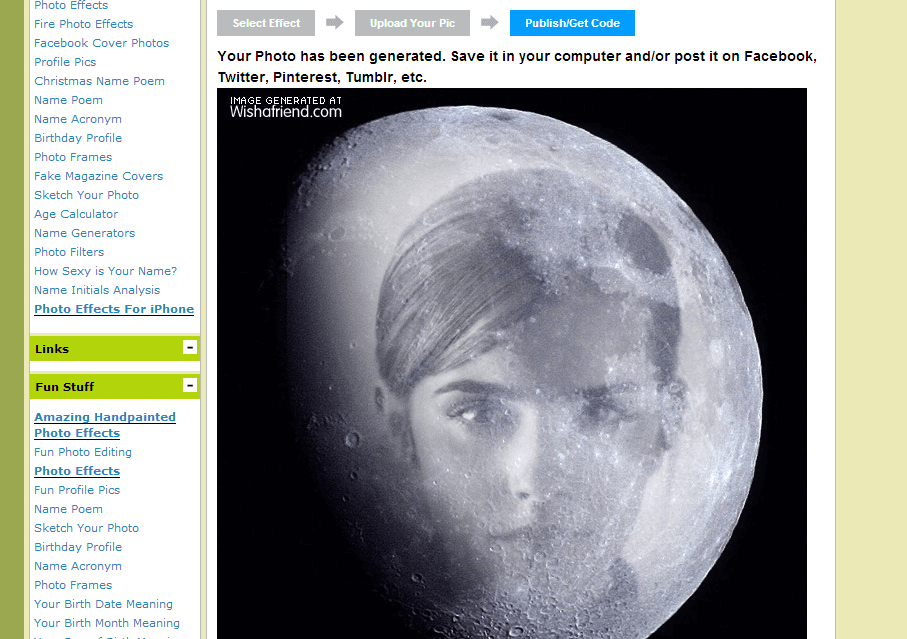 Photo Effects
Fire Photo Effects
Facebook Cover Photos
Profile Pics
Christmas Name Poem
Name Poem
Name Acronym
Birthday Profile
Photo Frames
Fake Magazine Covers
Sketch Your Photo
Age Calculator
Name Generators
Photo Filters
How Sexy is Your Name?
Name Initials Analysis
Photo Effects For iPhone
Links
Fun Stuff
Amazing Handpainted
Photo Effects
Fun Photo Editing
Photo Effects
Fun Profile Pics
Name Poem
Sketch Your Photo
Birthday Profile
Name Acronym
Photo Frames
Your Birth Date Meaning
Your Birth Month Meaning
Select Effect
Upload Your Pic
Publish/Get Code
Your Photo has been generated. Save it in your computer and/or post it on Facebook,
Twitter, Pinterest, Tumblr, etc.
IMAGE GENERATED AT
Wishafriend.com